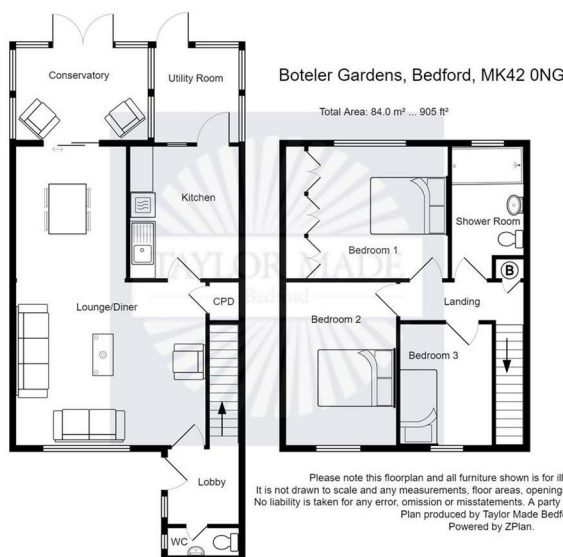 Conservatory
Utility Room
Boteler Gardens, Bedford, MK42 0NG
Total Area: 84.0 m² ... 905 ft²
Kitchen
Shower Room
Bedroom 1
TAYLOR MADE
Bedford
B
CPD
Landing
Lounge/Diner
Bedroom 2
Bedroom 3
Lobby
WC
Please note this floorplan and all furniture shown is for ill
It is not drawn to scale and any measurements, floor areas, opening
No liability is taken for any error, omission or misstatements. A party
Plan produced by Taylor Made Bedf
Powered by ZPlan.